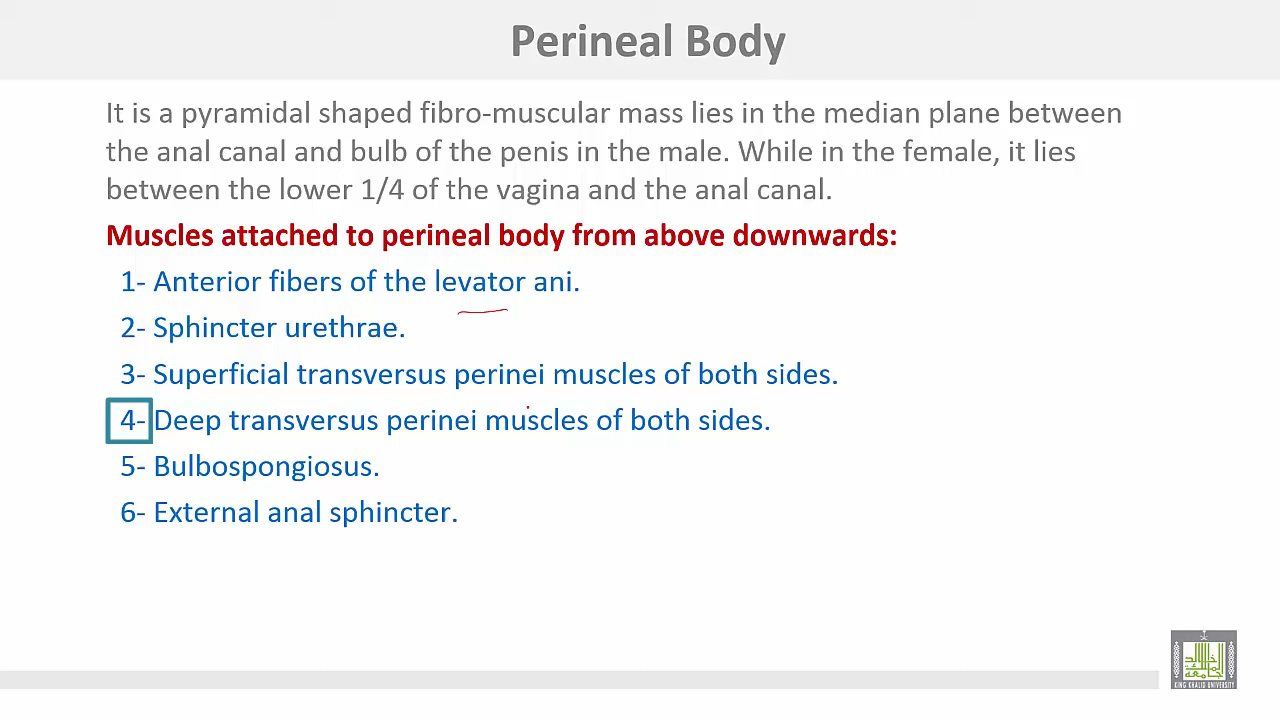 Perineal Body
It is a pyramidal shaped fibro-muscular mass lies in the median plane between
the anal canal and bulb of the penis in the male. While in the female, it lies
between the lower 1/4 of the vagina and the anal canal.
Muscles attached to perineal body from above downwards:
1- Anterior fibers of the levator ani.
2- Sphincter urethrae.
3- Superficial transversus perinei muscles of both sides.
4- Deep transversus perinei muscles of both sides.
5- Bulbospongiosus.
6- External anal sphincter.
KING KHALID UNIVERSITY